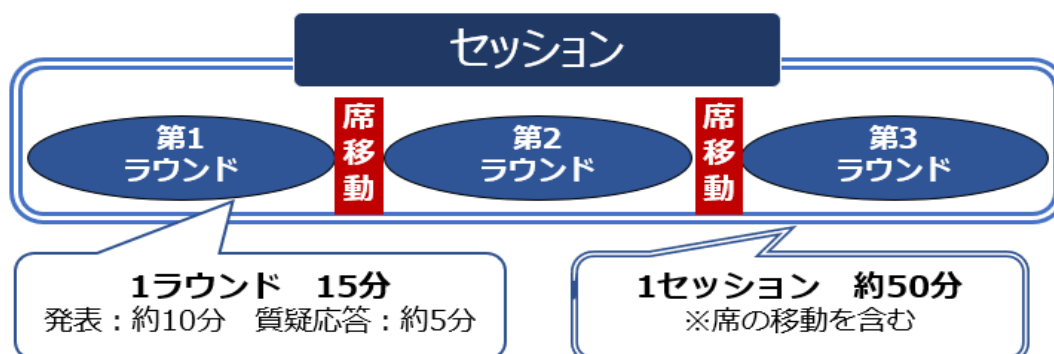 セッション
第1
ラウンド
席
移
動
第2
ラウンド
席
移
動
第3
ラウンド
1ラウンド　15分
発表：約10分　質疑応答：約5分
1セッション　約50分
※席の移動を含む